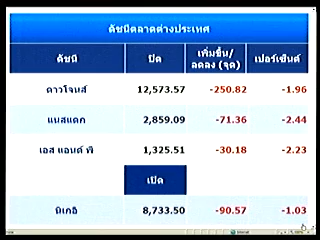 ดัชนีตลาดต่างประเทศ
ดัชนี ปิด เพิ่มขึ้น/ลดลง (จุด) เปอร์เซ็นต์
ดาวโจนส์ 12,573.57 -250.82 -1.96
แนสแดก 2,859.09 -71.36 -2.44
เอส แอนด์ พี 1,325.51 -30.18 -2.23
เปิด
นิเกอิ 8,733.50 -90.57 -1.03